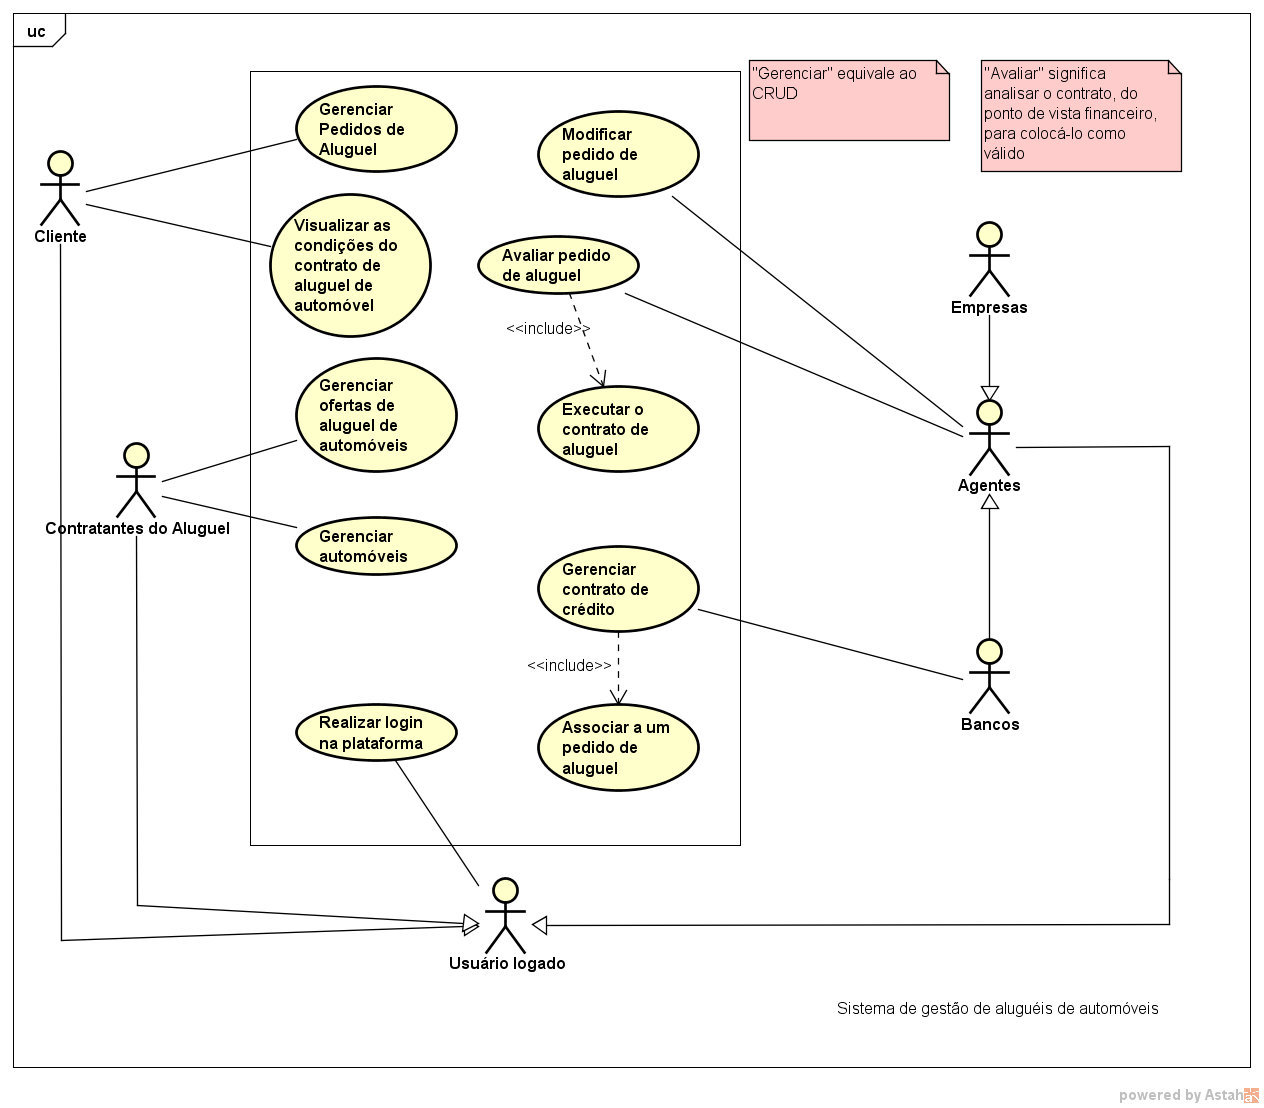 uc
"Gerenciar" equivale ao
CRUD
"Avaliar" significa
analisar o contrato, do
ponto de vista financeiro,
para colocá-lo como
válido
Gerenciar
Pedidos de
Aluguel
Modificar
pedido de
aluguel
Cliente
Visualizar as
condições do
contrato de
aluguel de
automóvel
Avaliar pedido
de aluguel
Empresas
<<include>>
Gerenciar
ofertas de
aluguel de
automóveis
Executar o
contrato de
aluguel
Agentes
Contratantes do Aluguel
Gerenciar
automóveis
Gerenciar
contrato de
crédito
<<include>>
Bancos
Realizar login
na plataforma
Associar a um
pedido de
aluguel
Usuário logado
Sistema de gestão de aluguéis de automóveis
powered by Astah